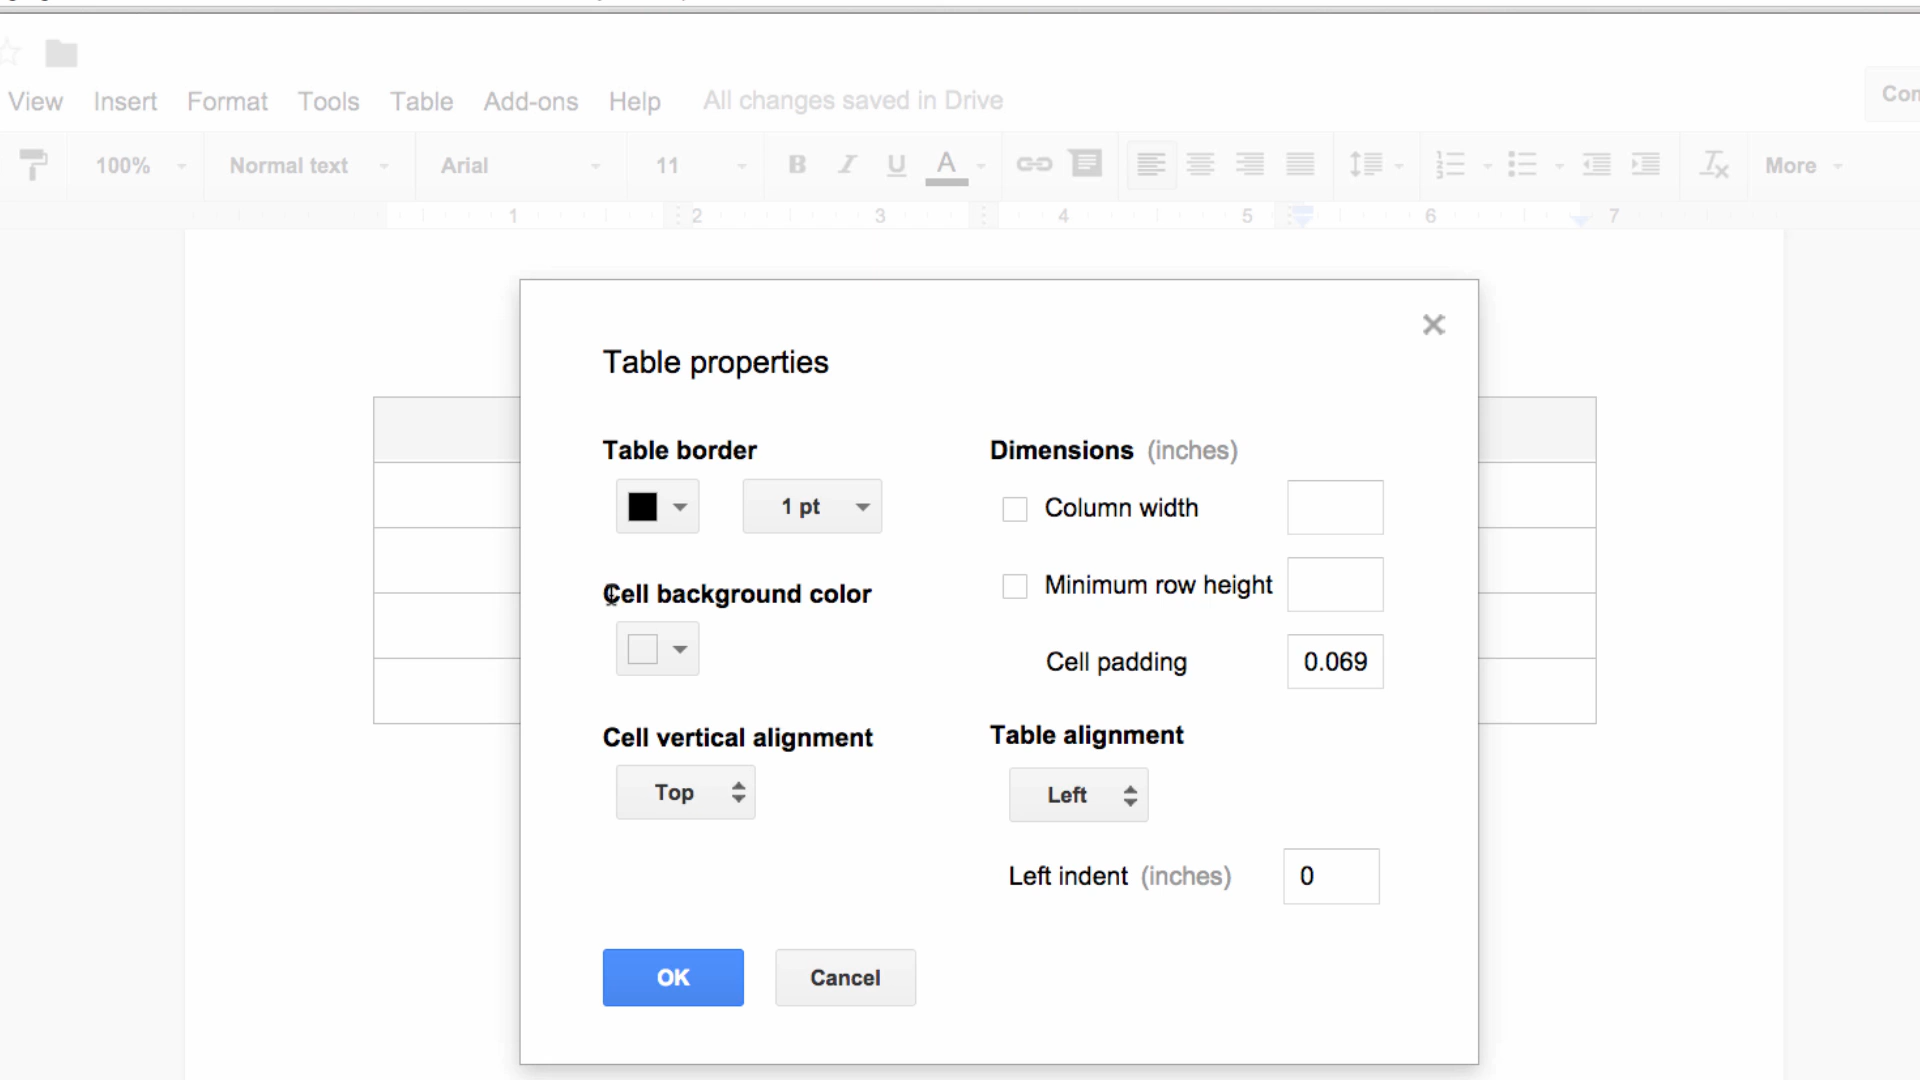 View Insert Format Tools Table Add-ons Help All changes saved in Drive
100% Normal text Arial 11 B I U A More
1 2 3 4 5 6 7
Table properties
Table border
1 pt
Cell background color
Cell vertical alignment
Top
Dimensions (inches)
Column width
Minimum row height
Cell padding 0.069
Table alignment
Left
Left indent (inches) 0
OK Cancel